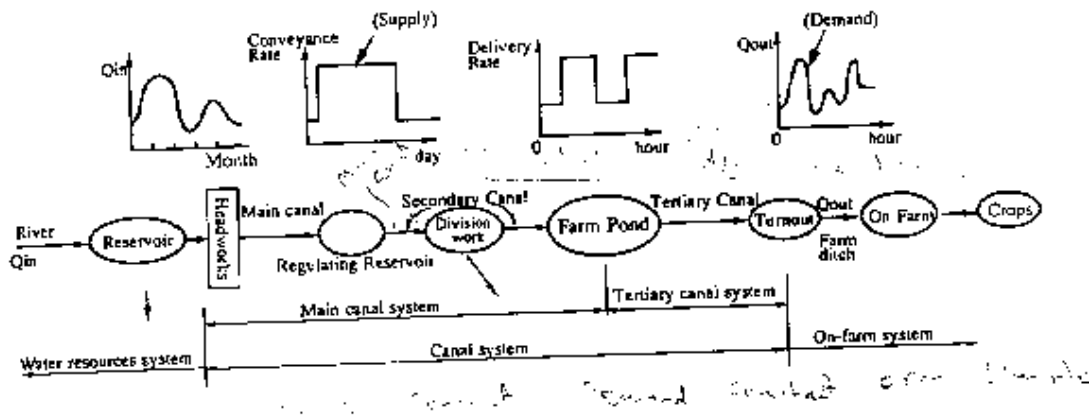 (Supply)
(Demand)
Conveyance
Rate
Delivery
Rate
Qin
Qout
Month
day
0
hour
0
hour
River
Qin
Reservoir
Headworks
Main canal
Regulating Reservoir
Secondary Canal
Division
work
Farm Pond
Tertiary Canal
Turnout
Qout
Farm
ditch
On Farm
Crops
Main canal system
Tertiary canal system
Water resources system
Canal system
On-farm system